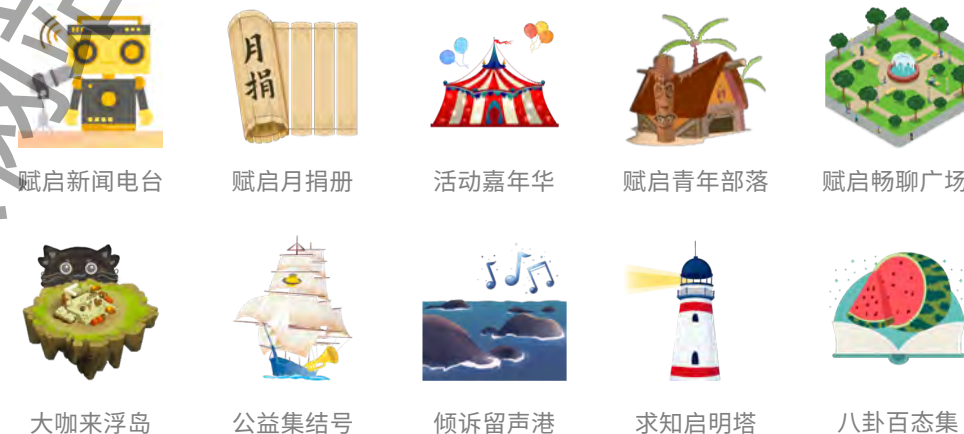 月捐
赋启新闻电台 赋启月捐册 活动嘉年华 赋启青年部落 赋启畅聊广场
大咖来浮岛 公益集结号 倾诉留声港 求知启明塔 八卦百态集